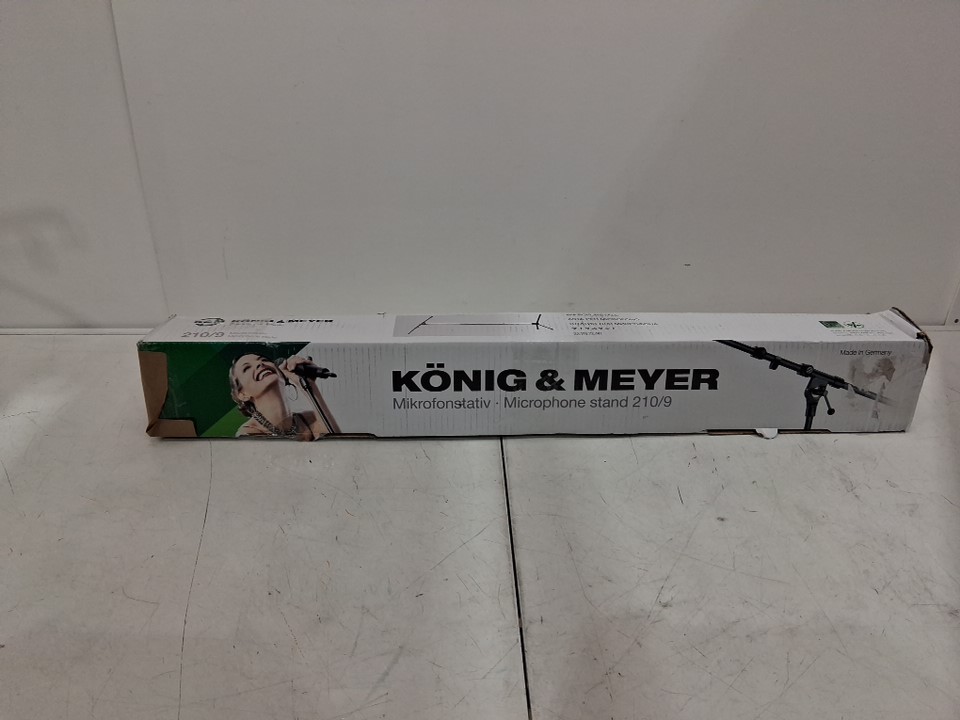 KÖNIG & MEYER
210/9
KÖNIG & MEYER
Mikrofonstativ · Microphone stand 210/9
Made in Germany